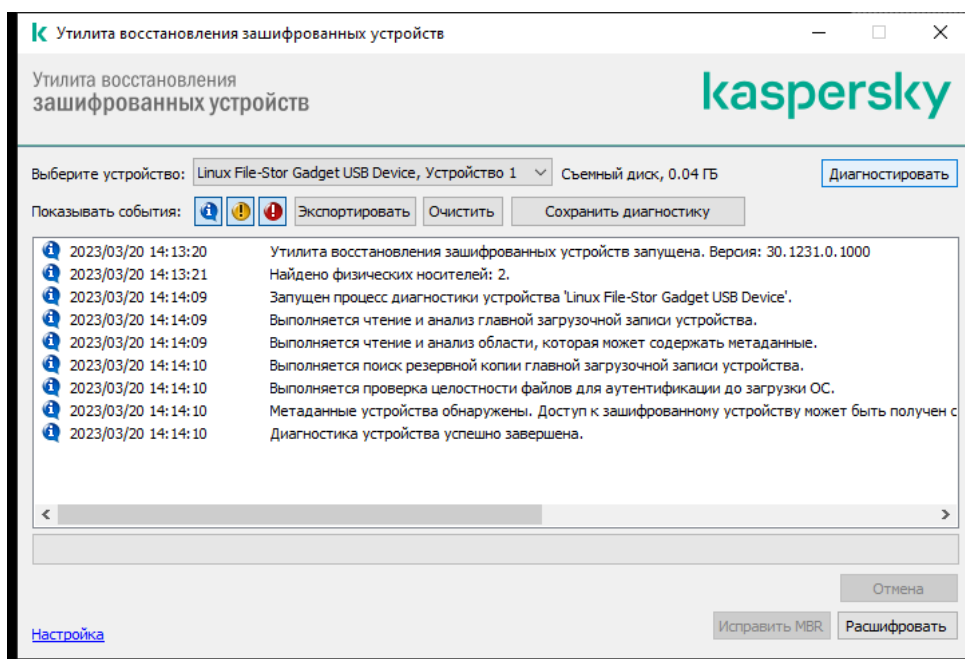 Утилита восстановления зашифрованных устройств
Утилита восстановления
зашифрованных устройств
kaspersky
Выберите устройство: Linux File-Stor Gadget USB Device, Устройство 1 Съемный диск, 0.04 ГБ Диагностировать
Показывать события: Экспортировать Очистить Сохранить диагностику
2023/03/20 14:13:20 Утилита восстановления зашифрованных устройств запущена. Версия: 30.1231.0.1000
2023/03/20 14:13:21 Найдено физических носителей: 2.
2023/03/20 14:14:09 Запущен процесс диагностики устройства 'Linux File-Stor Gadget USB Device'.
2023/03/20 14:14:09 Выполняется чтение и анализ главной загрузочной записи устройства.
2023/03/20 14:14:09 Выполняется чтение и анализ области, которая может содержать метаданные.
2023/03/20 14:14:10 Выполняется поиск резервной копии главной загрузочной записи устройства.
2023/03/20 14:14:10 Выполняется проверка целостности файлов для аутентификации до загрузки ОС.
2023/03/20 14:14:10 Метаданные устройства обнаружены. Доступ к зашифрованному устройству может быть получен с
2023/03/20 14:14:10 Диагностика устройства успешно завершена.
Отмена
Настройка Исправить MBR Расшифровать